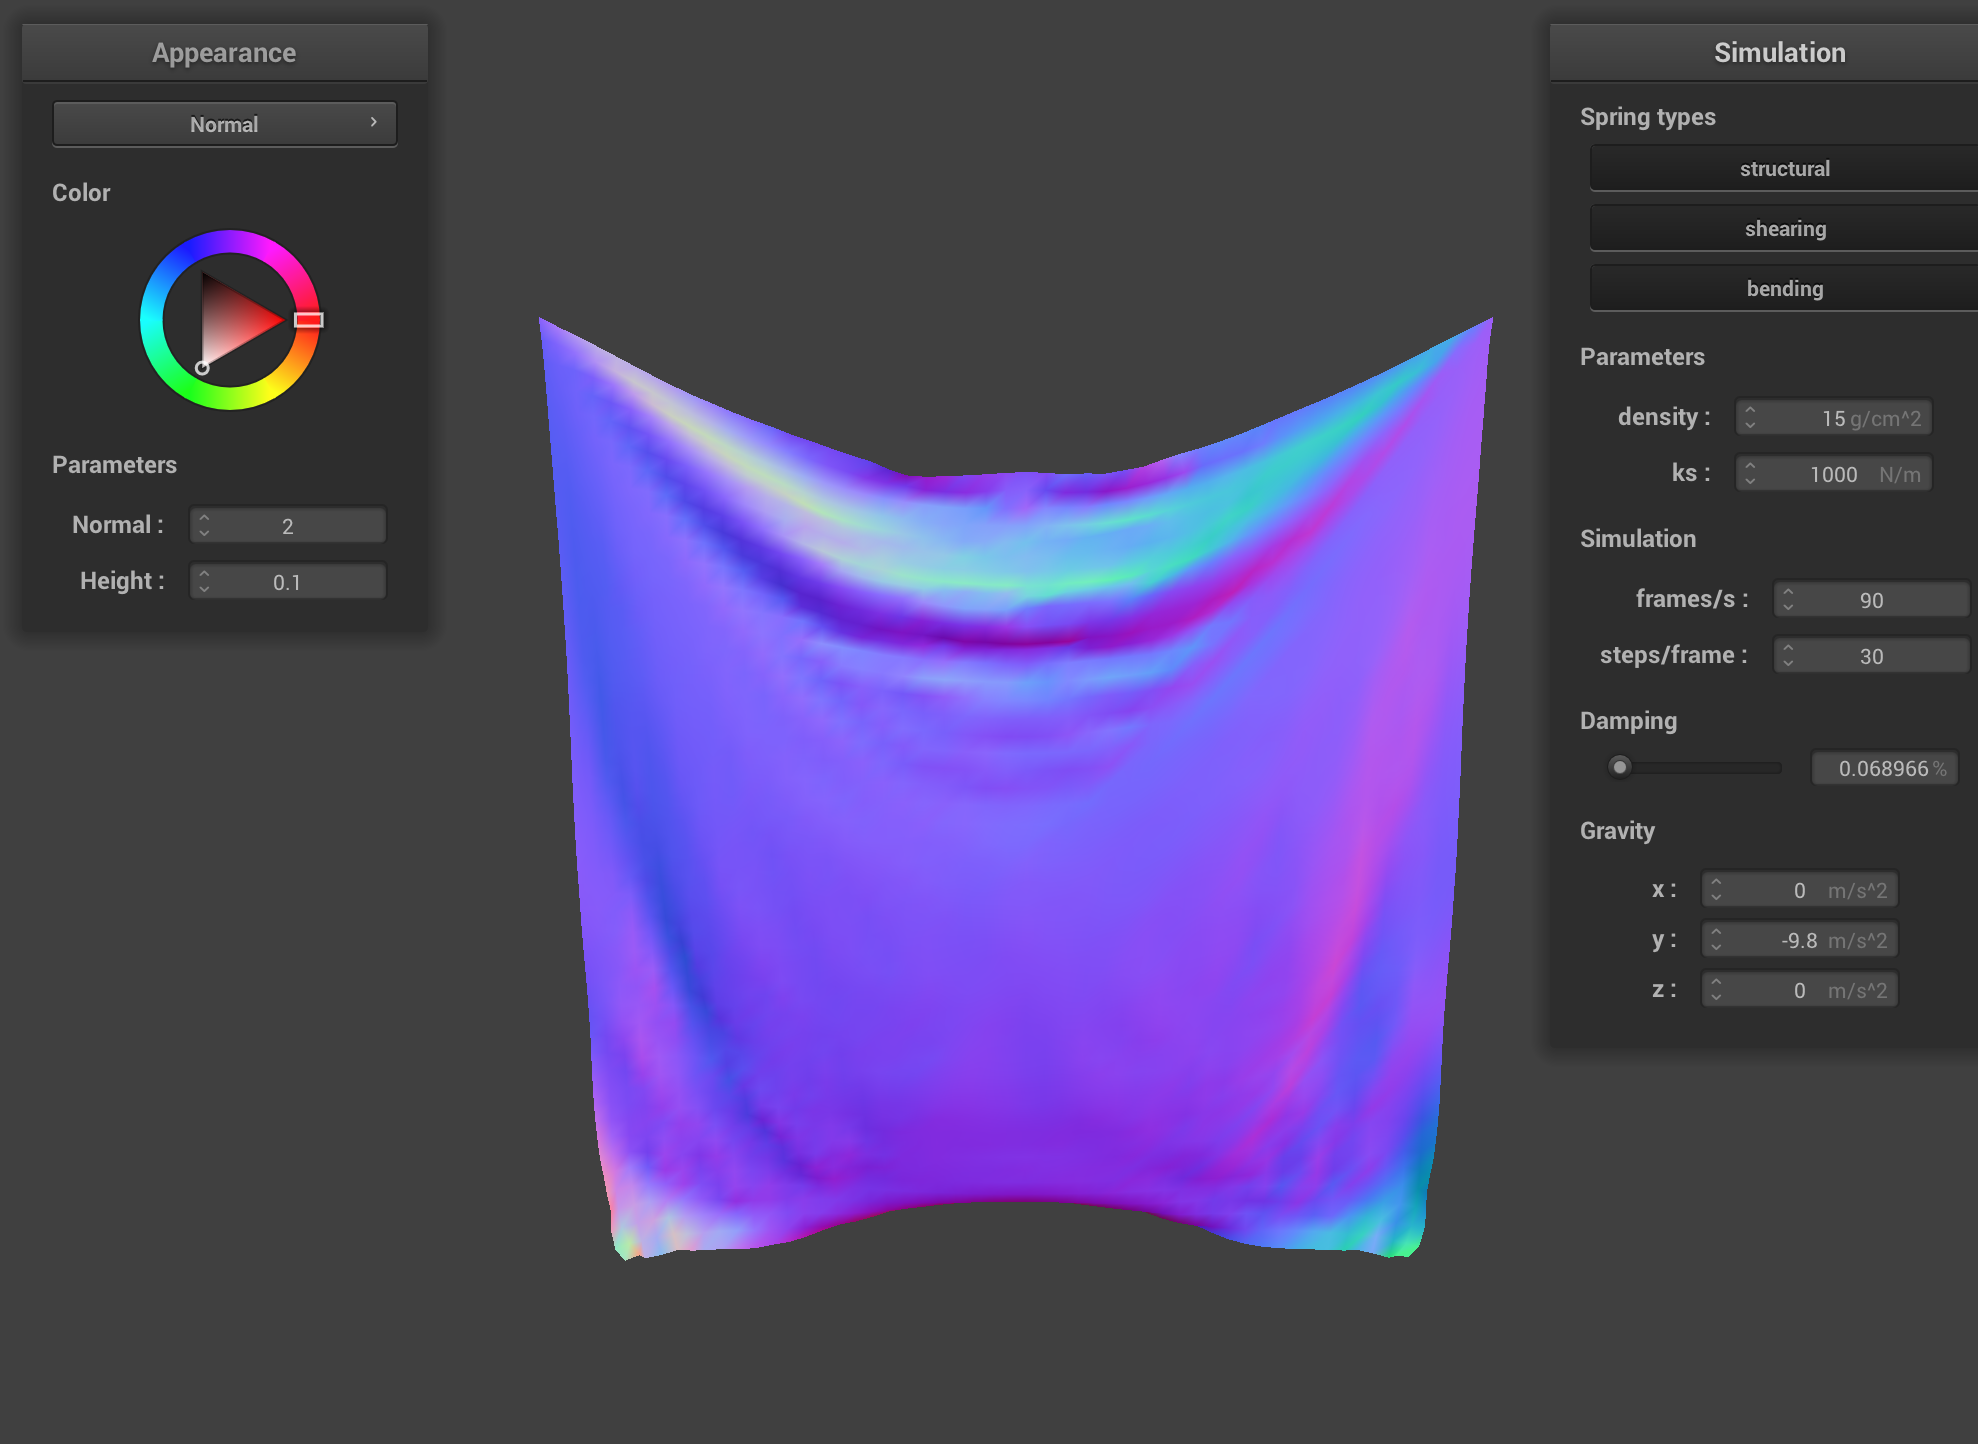 Appearance
Normal
Color
Parameters
Normal : 2
Height : 0.1
Simulation
Spring types
structural
shearing
bending
Parameters
density : 15 g/cm^2
ks : 1000 N/m
Simulation
frames/s : 90
steps/frame : 30
Damping
0.068966 %
Gravity
x : 0 m/s^2
y : -9.8 m/s^2
z : 0 m/s^2